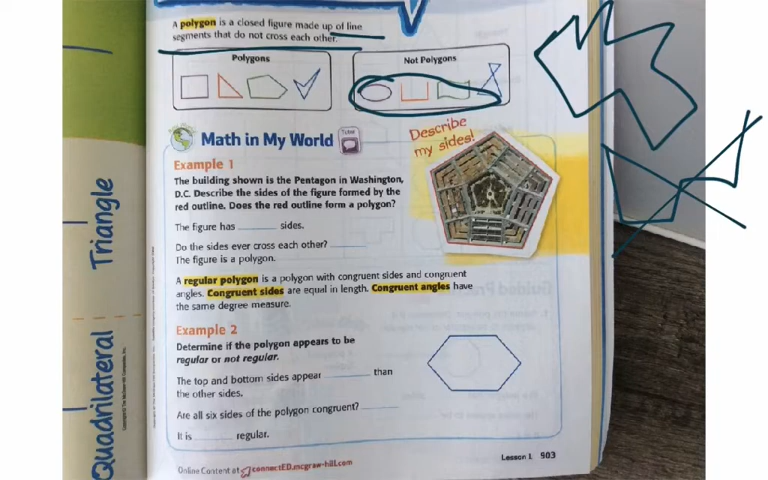 A polygon is a closed figure made up of line
segments that do not cross each other.
Polygons
Not Polygons
Math in My World
Tutor
Describe
my sides!
Example 1
The building shown is the Pentagon in Washington,
D.C. Describe the sides of the figure formed by the
red outline. Does the red outline form a polygon?
The figure has ______ sides.
Do the sides ever cross each other? ______
The figure is a polygon.
A regular polygon is a polygon with congruent sides and congruent
angles. Congruent sides are equal in length. Congruent angles have
the same degree measure.
Example 2
Determine if the polygon appears to be
regular or not regular.
The top and bottom sides appear ______ than
the other sides.
Are all six sides of the polygon congruent? ______
It is ______ regular.
Online Content at connectED.mcgraw-hill.com
Lesson 1 503
Triangle
Quadrilateral